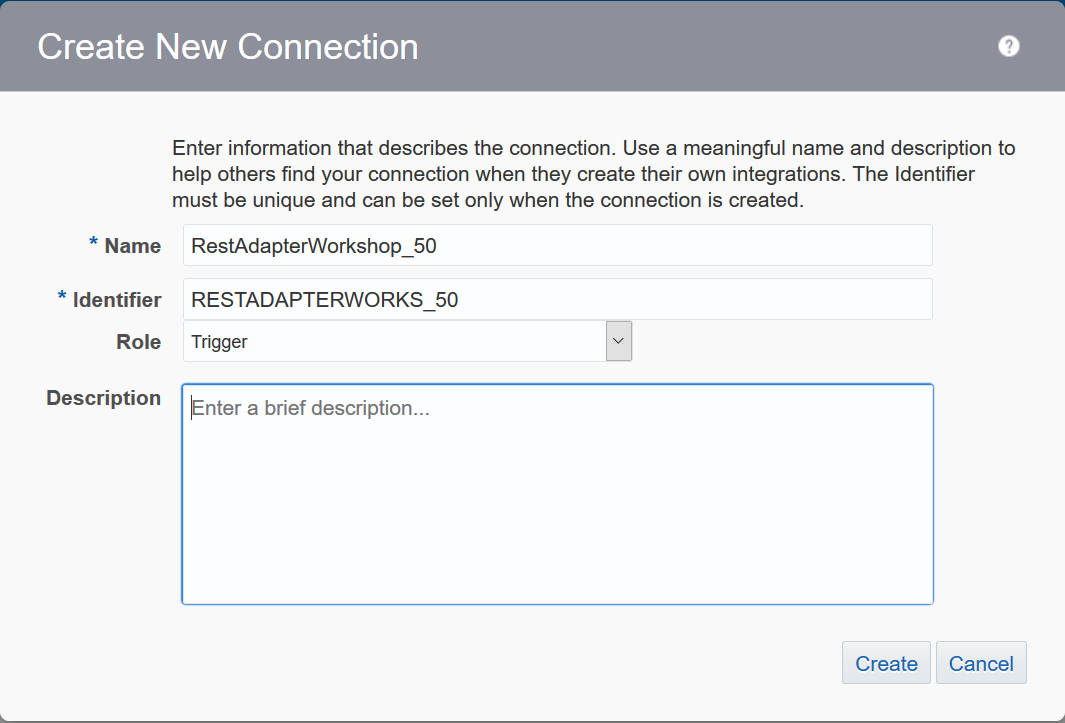 Create New Connection
?
Enter information that describes the connection. Use a meaningful name and description to
help others find your connection when they create their own integrations. The Identifier
must be unique and can be set only when the connection is created.
* Name RestAdapterWorkshop_50
* Identifier RESTADAPTERWORKS_50
Role Trigger
Description Enter a brief description...
Create Cancel